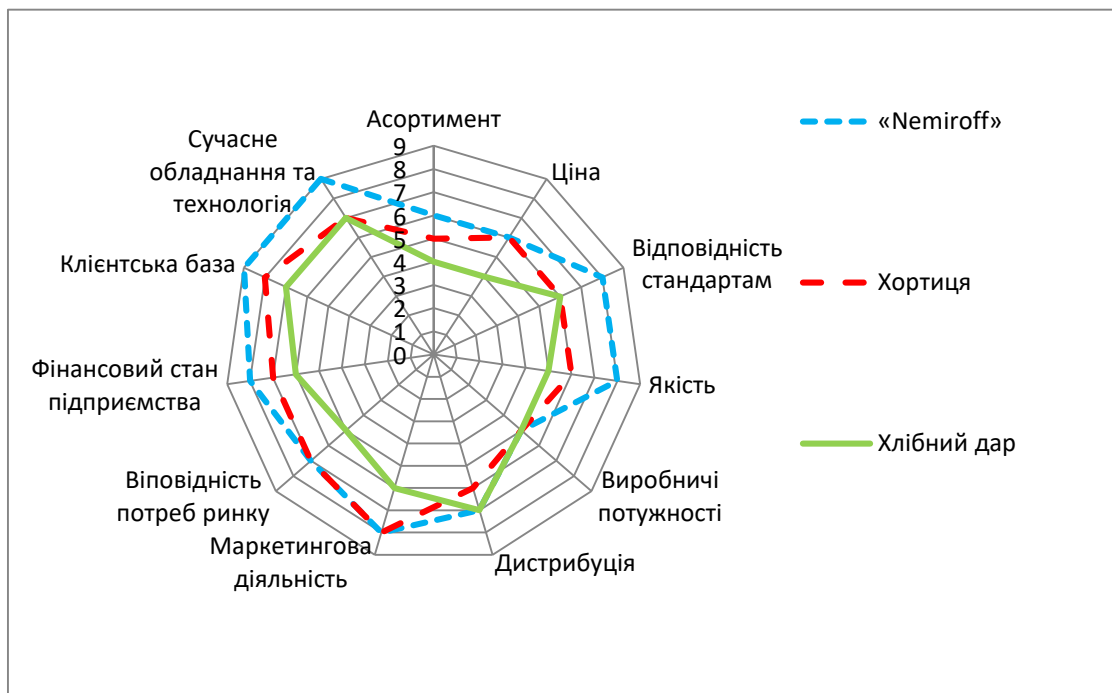 Асортимент
Ціна
Відповідність
стандартам
Якість
Виробничі
потужності
Дистрибуція
Маркетингова
діяльність
Віповідність
потреб ринку
Фінансовий стан
підприємства
Клієнтська база
Сучасне
обладнання та
технологія
9
8
7
6
5
4
3
2
1
0
«Nemiroff»
Хортиця
Хлібний дар